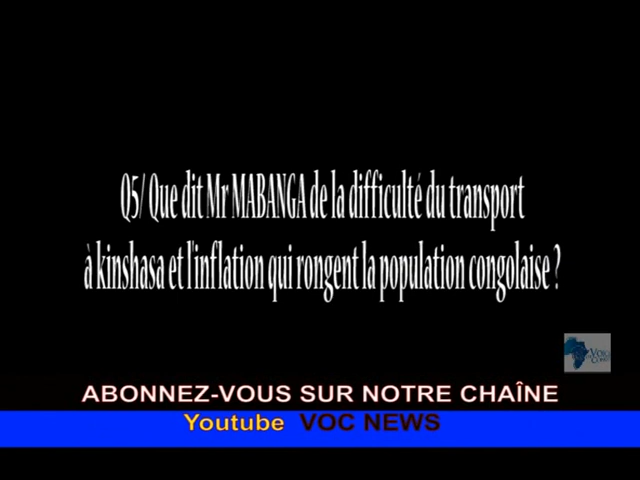 Q5/ Que dit Mr MABANGA de la difficulté du transport
à kinshasa et l'inflation qui rongent la population congolaise ?
ABONNEZ-VOUS SUR NOTRE CHAÎNE
Youtube VOC NEWS